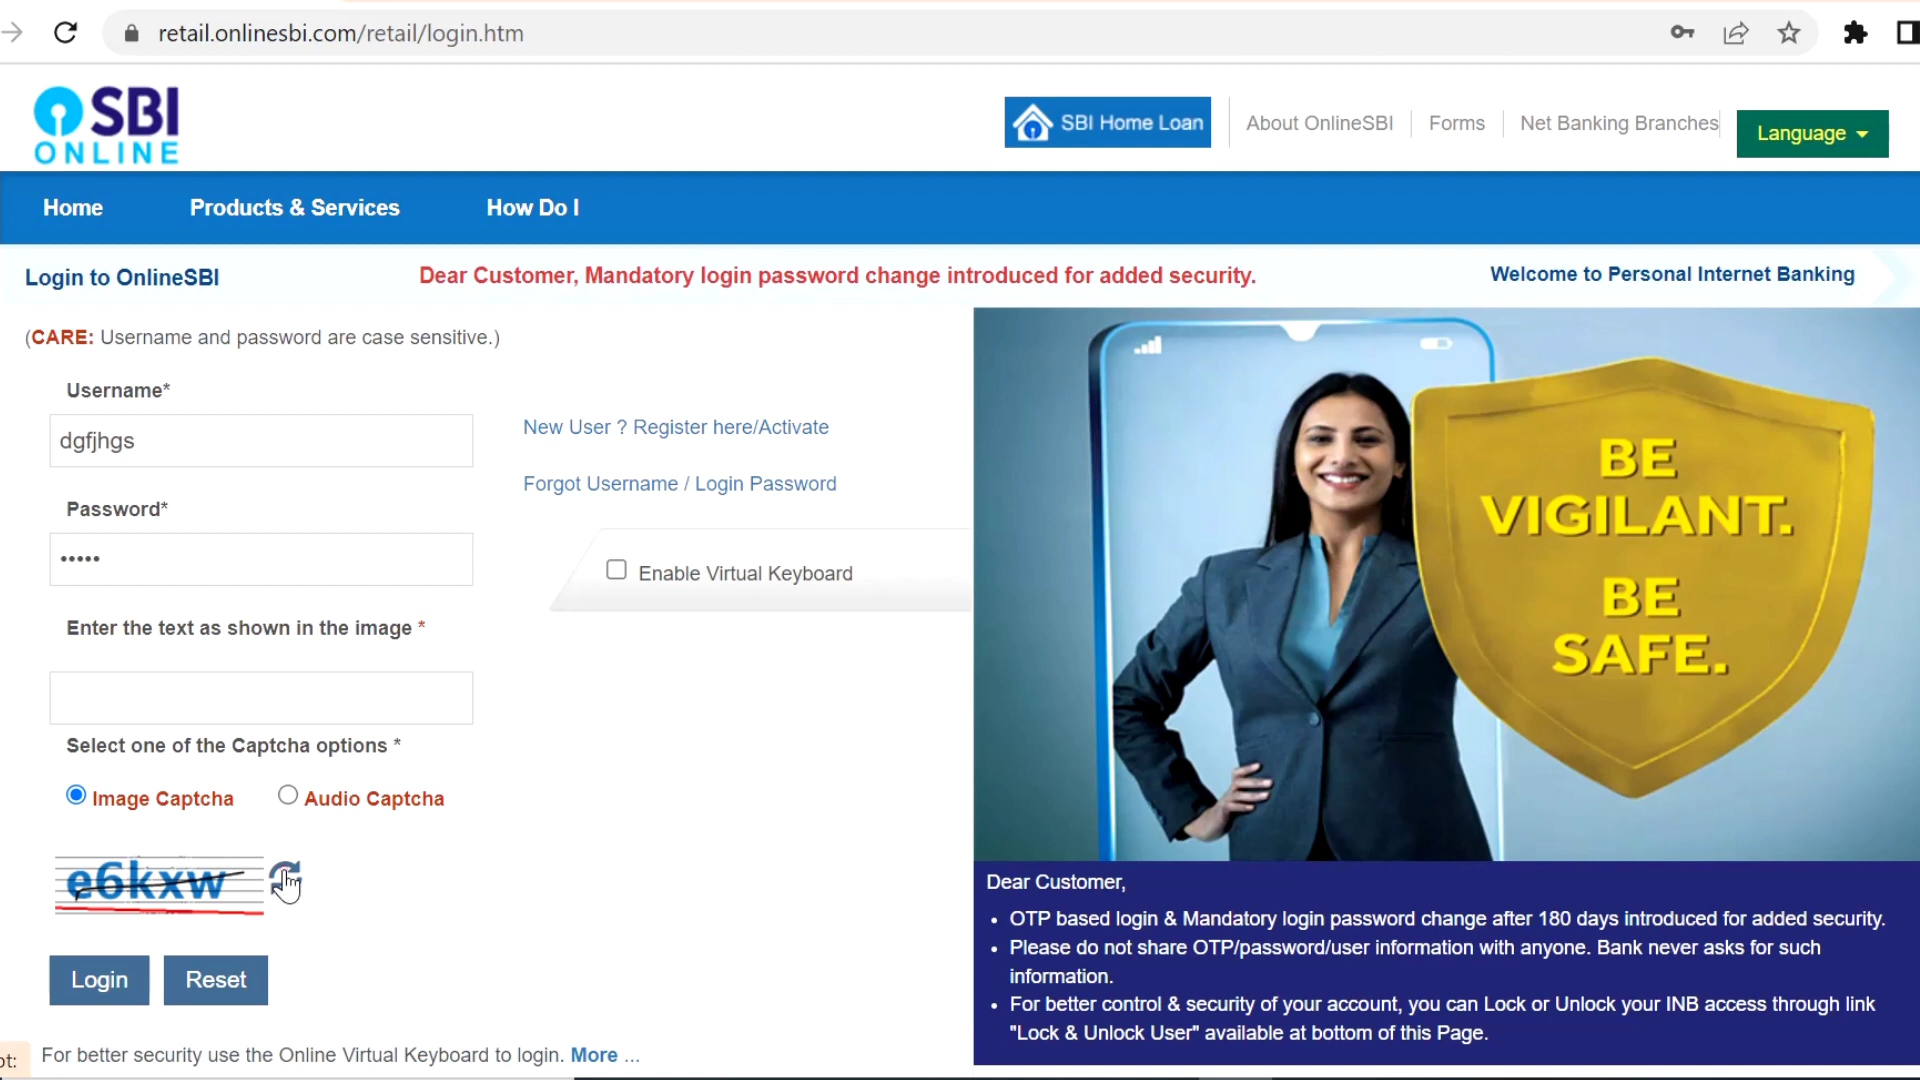 retail.onlinesbi.com/retail/login.htm
SBI
ONLINE
SBI Home Loan
About OnlineSBI
Forms
Net Banking Branches
Language
Home
Products & Services
How Do I
Login to OnlineSBI
Dear Customer, Mandatory login password change introduced for added security.
Welcome to Personal Internet Banking
(CARE: Username and password are case sensitive.)
Username*
dgfjhgs
New User ? Register here/Activate
Forgot Username / Login Password
Password*
•••••
Enable Virtual Keyboard
Enter the text as shown in the image *
Select one of the Captcha options *
Image Captcha
Audio Captcha
e6kxw
Login
Reset
For better security use the Online Virtual Keyboard to login. More ...
ot:
BE
VIGILANT.
BE
SAFE.
Dear Customer,
• OTP based login & Mandatory login password change after 180 days introduced for added security.
• Please do not share OTP/password/user information with anyone. Bank never asks for such
information.
• For better control & security of your account, you can Lock or Unlock your INB access through link
"Lock & Unlock User" available at bottom of this Page.